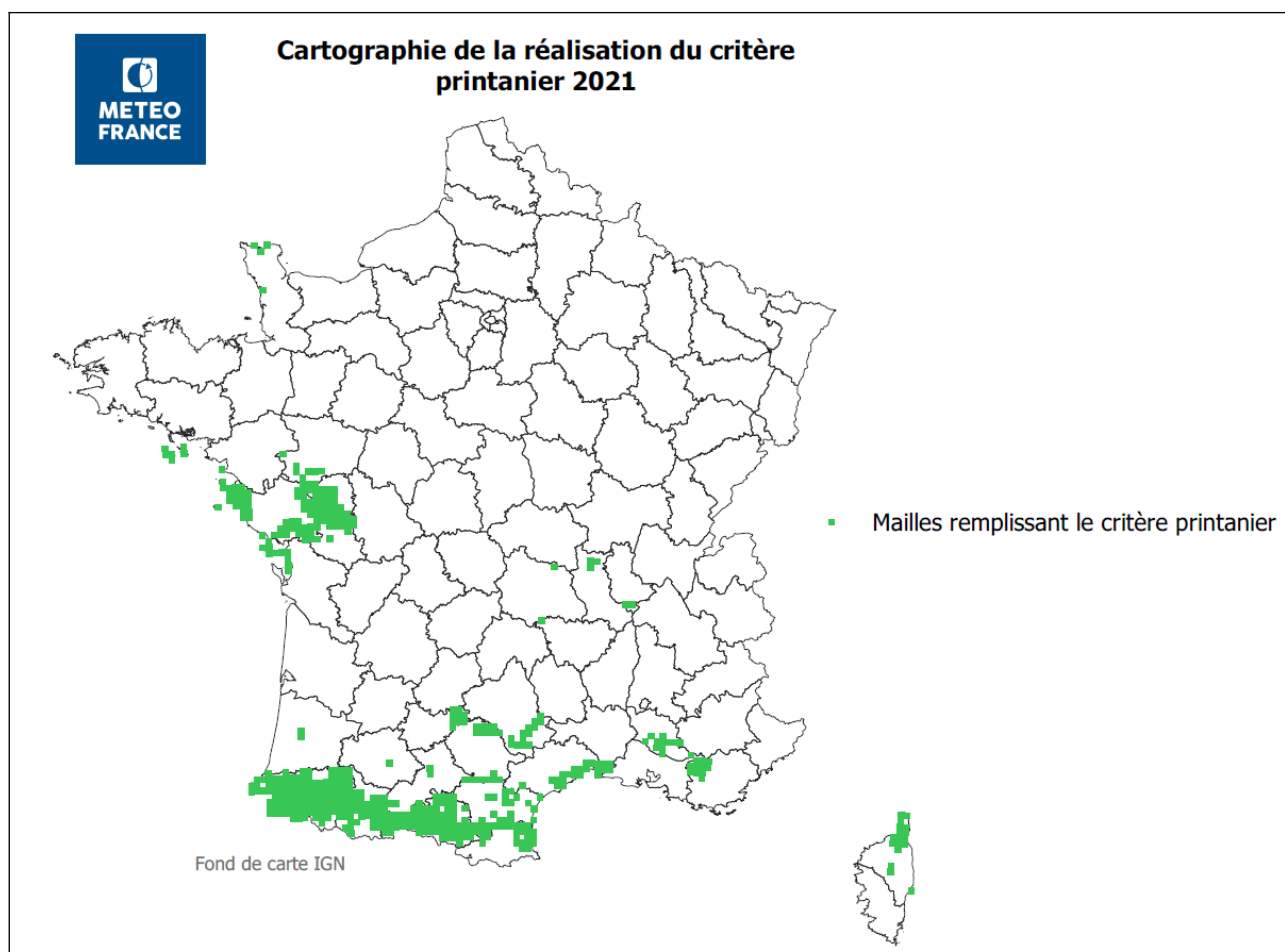 Cartographie de la réalisation du critère
printanier 2021
METEO
FRANCE
Mailles remplissant le critère printanier
Fond de carte IGN